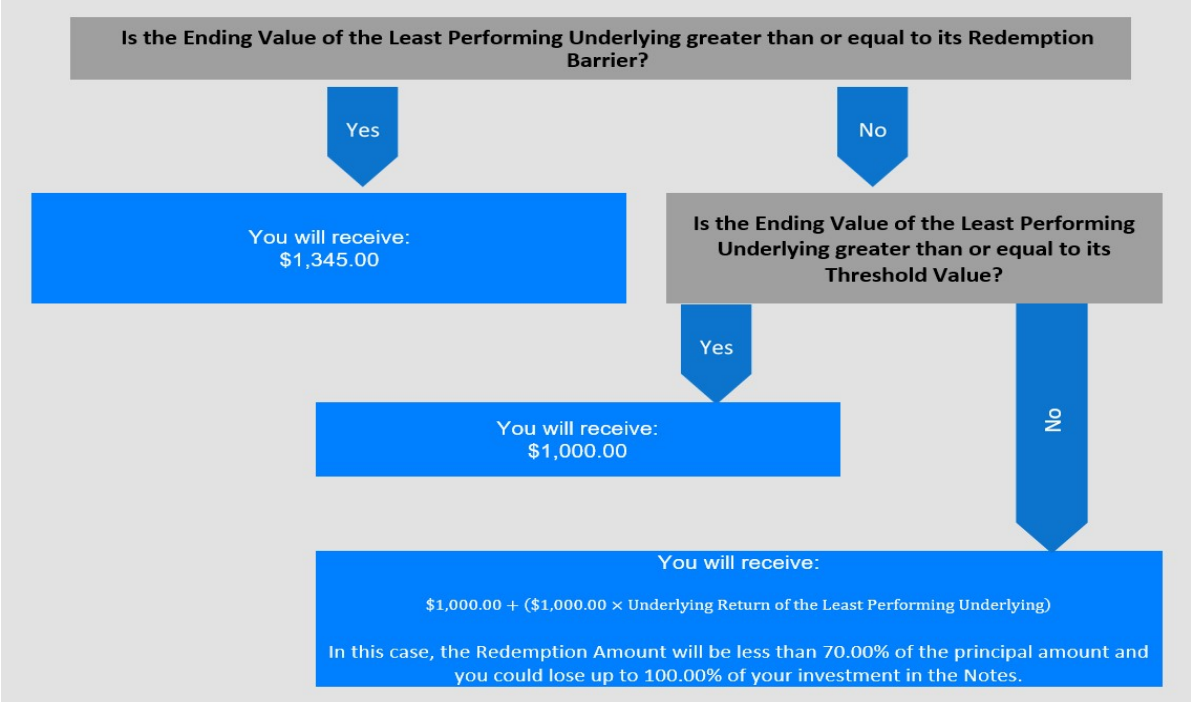 Is the Ending Value of the Least Performing Underlying greater than or equal to its Redemption
Barrier?
Yes
No
You will receive:
$1,345.00
Is the Ending Value of the Least Performing
Underlying greater than or equal to its
Threshold Value?
Yes
No
You will receive:
$1,000.00
You will receive:
$1,000.00 + ($1,000.00 × Underlying Return of the Least Performing Underlying)
In this case, the Redemption Amount will be less than 70.00% of the principal amount and
you could lose up to 100.00% of your investment in the Notes.